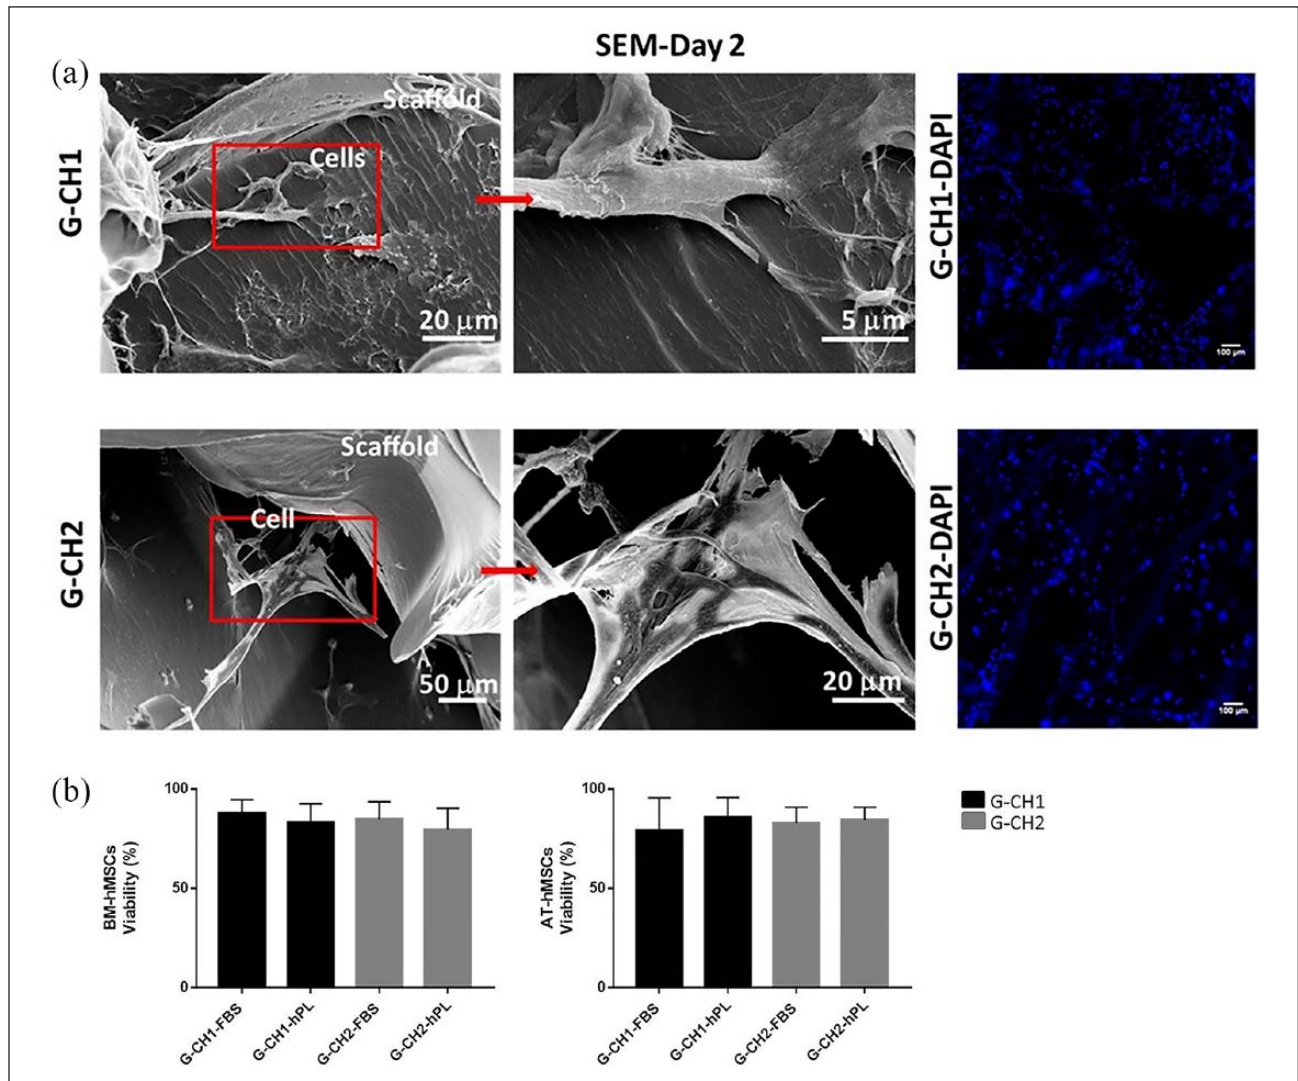 SEM-Day 2
(a)
G-CH1
Scaffold
Cells
20 μm
5 μm
G-CH1-DAPI
100 μm
G-CH2
Scaffold
Cell
50 μm
20 μm
G-CH2-DAPI
100 μm
(b)
BM-hMSCs
Viability (%)
100
50
0
G-CH1-FBS
G-CH1-hPL
G-CH2-FBS
G-CH2-hPL
AT-hMSCs
Viability (%)
100
50
0
G-CH1-FBS
G-CH1-hPL
G-CH2-FBS
G-CH2-hPL
G-CH1
G-CH2